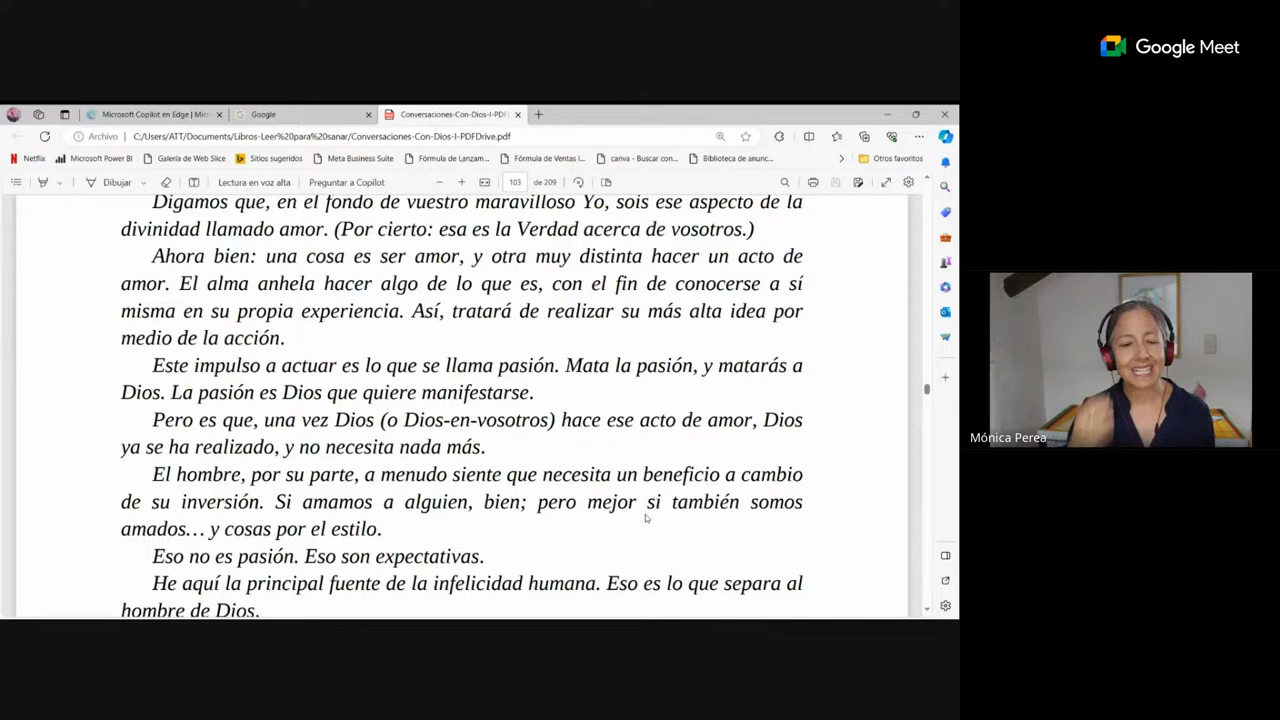 Google Meet
Microsoft Copilot en Edge | Mic
Google
Conversaciones-Con-Dios-I-PDFDrive.
Archivo
C:/Users/ATT/Documents/Libros-Leer%20para%20sanar/Conversaciones-Con-Dios-I-PDFDrive.pdf
Netflix
Microsoft Power BI
Galería de Web Slice
Sitios sugeridos
Meta Business Suite
Fórmula de Lanzam...
Fórmula de Ventas I...
canva - Buscar con...
Biblioteca de anunc...
Otros favoritos
Dibujar
Lectura en voz alta
Preguntar a Copilot
103
de 209
Digamos que, en el fondo de vuestro maravilloso Yo, sois ese aspecto de la
divinidad llamado amor. (Por cierto: esa es la Verdad acerca de vosotros.)
Ahora bien: una cosa es ser amor, y otra muy distinta hacer un acto de
amor. El alma anhela hacer algo de lo que es, con el fin de conocerse a sí
misma en su propia experiencia. Así, tratará de realizar su más alta idea por
medio de la acción.
Este impulso a actuar es lo que se llama pasión. Mata la pasión, y matarás a
Dios. La pasión es Dios que quiere manifestarse.
Pero es que, una vez Dios (o Dios-en-vosotros) hace ese acto de amor, Dios
ya se ha realizado, y no necesita nada más.
El hombre, por su parte, a menudo siente que necesita un beneficio a cambio
de su inversión. Si amamos a alguien, bien; pero mejor si también somos
amados… y cosas por el estilo.
Eso no es pasión. Eso son expectativas.
He aquí la principal fuente de la infelicidad humana. Eso es lo que separa al
hombre de Dios.
Mónica Perea